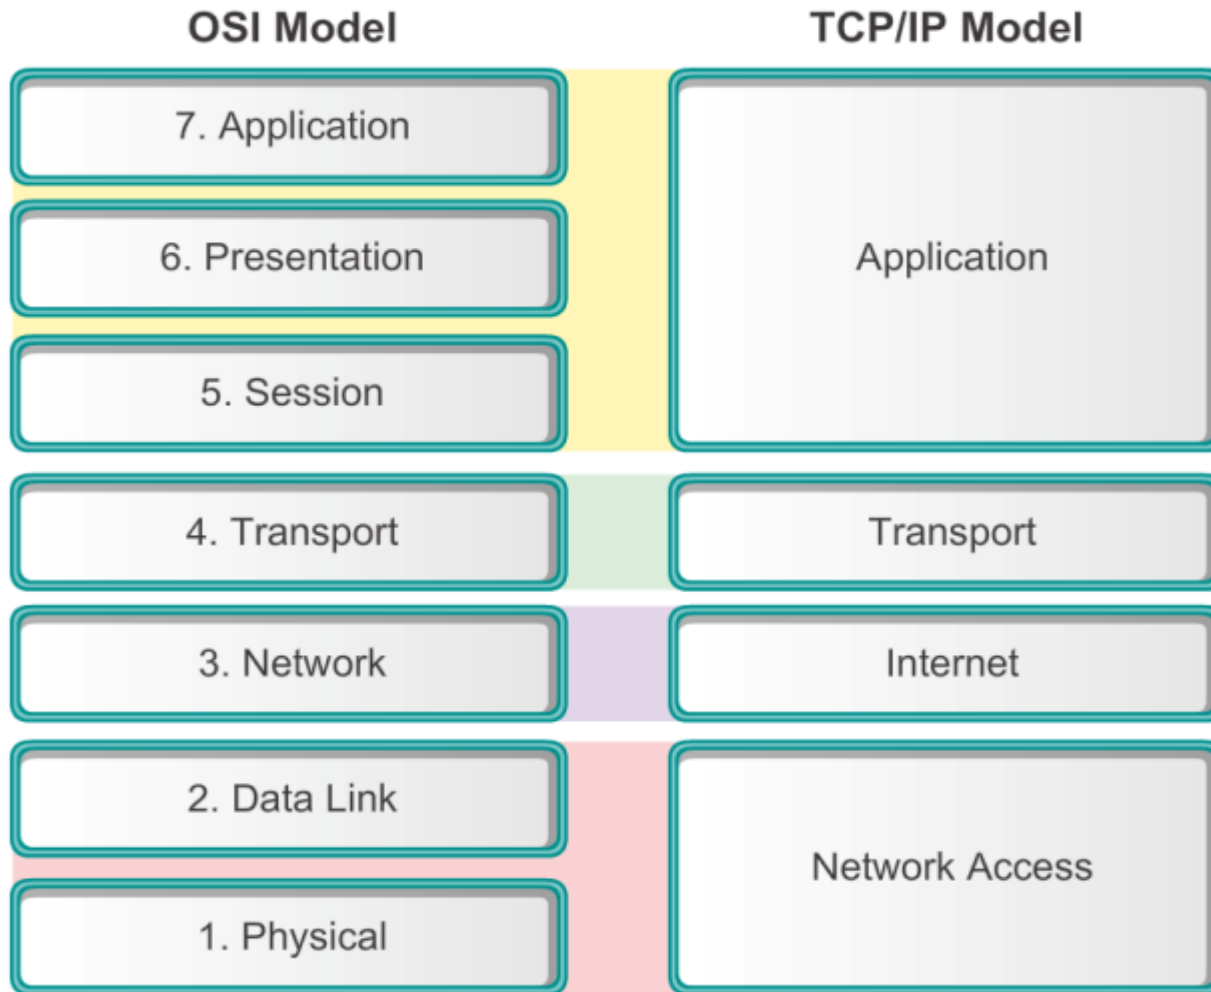 OSI Model
TCP/IP Model
7. Application
6. Presentation
5. Session
Application
4. Transport
Transport
3. Network
Internet
2. Data Link
1. Physical
Network Access